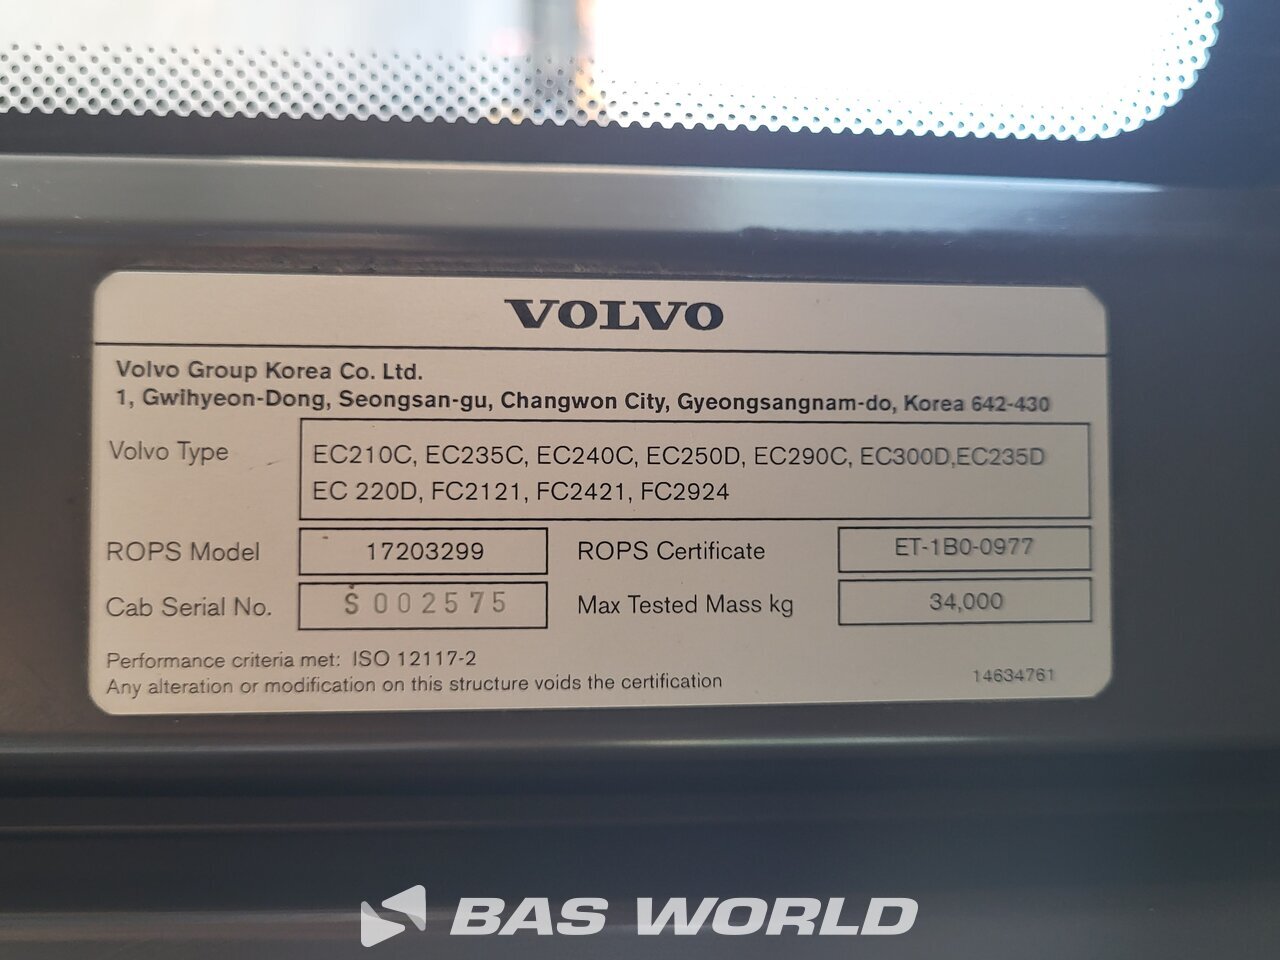 VOLVO
Volvo Group Korea Co. Ltd.
1, Gwihyeon-Dong, Seongsan-gu, Changwon City, Gyeongsangnam-do, Korea 642-430
Volvo Type EC210C, EC235C, EC240C, EC250D, EC290C, EC300D,EC235D
EC 220D, FC2121, FC2421, FC2924
ROPS Model 17203299 ROPS Certificate ET-1B0-0977
Cab Serial No. S 002575 Max Tested Mass kg 34,000
Performance criteria met: ISO 12117-2
Any alteration or modification on this structure voids the certification 14634761
BAS WORLD